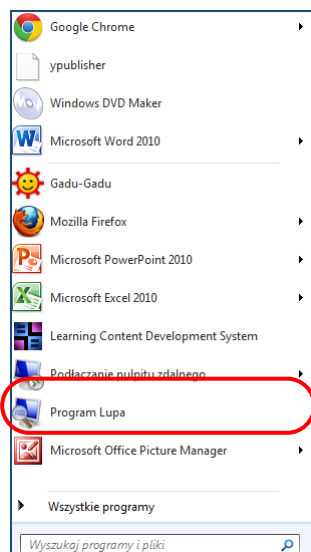 Google Chrome
ypublisher
Windows DVD Maker
Microsoft Word 2010
Gadu-Gadu
Mozilla Firefox
Microsoft PowerPoint 2010
Microsoft Excel 2010
Learning Content Development System
Podłączanie pulpitu zdalnego
Program Lupa
Microsoft Office Picture Manager
Wszystkie programy
Wyszukaj programy i pliki